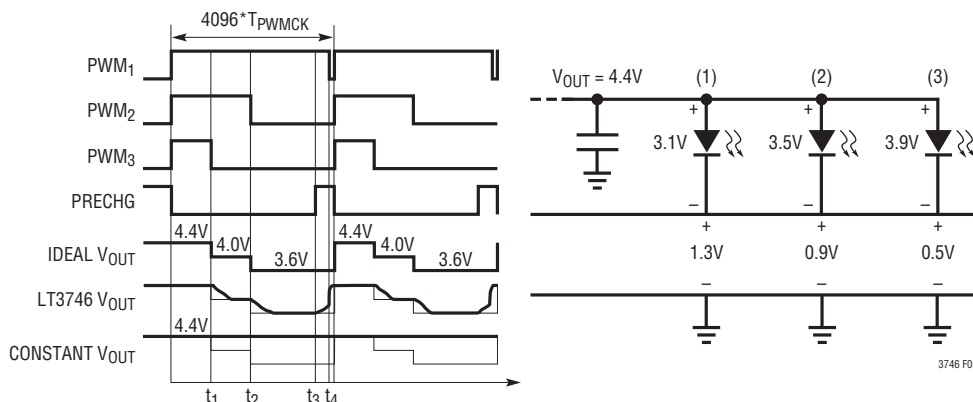 4096*TPWMCK
PWM1
PWM2
PWM3
PRECHG
4.4V 4.0V 3.6V 4.4V 4.0V 3.6V
IDEAL VOUT
LT3746 VOUT
4.4V
CONSTANT VOUT
t1 t2 t3 t4
VOUT = 4.4V (1) (2) (3)
+ + +
3.1V 3.5V 3.9V
– – –
+ + +
1.3V 0.9V 0.5V
– – –
3746 F0